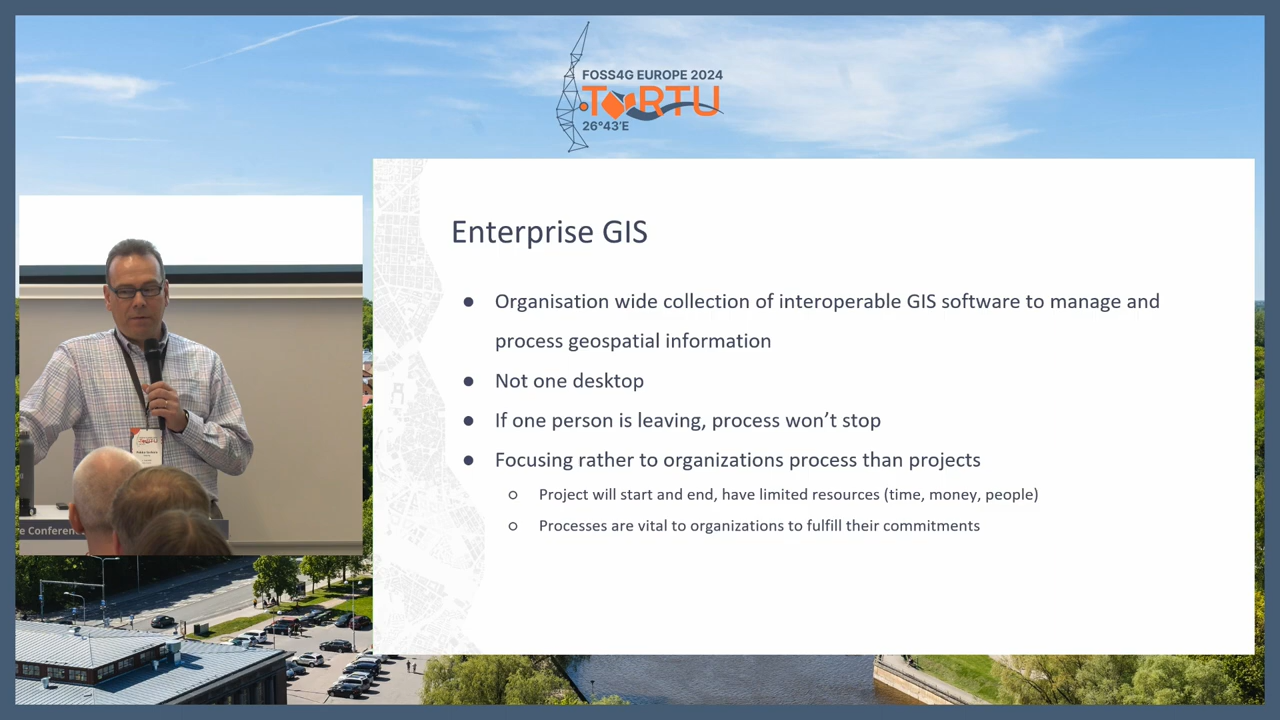 FOSS4G EUROPE 2024
TARTU
26°43'E
Enterprise GIS
● Organisation wide collection of interoperable GIS software to manage and
process geospatial information
● Not one desktop
● If one person is leaving, process won't stop
● Focusing rather to organizations process than projects
○ Project will start and end, have limited resources (time, money, people)
○ Processes are vital to organizations to fulfill their commitments
e Conferenc
TARTU